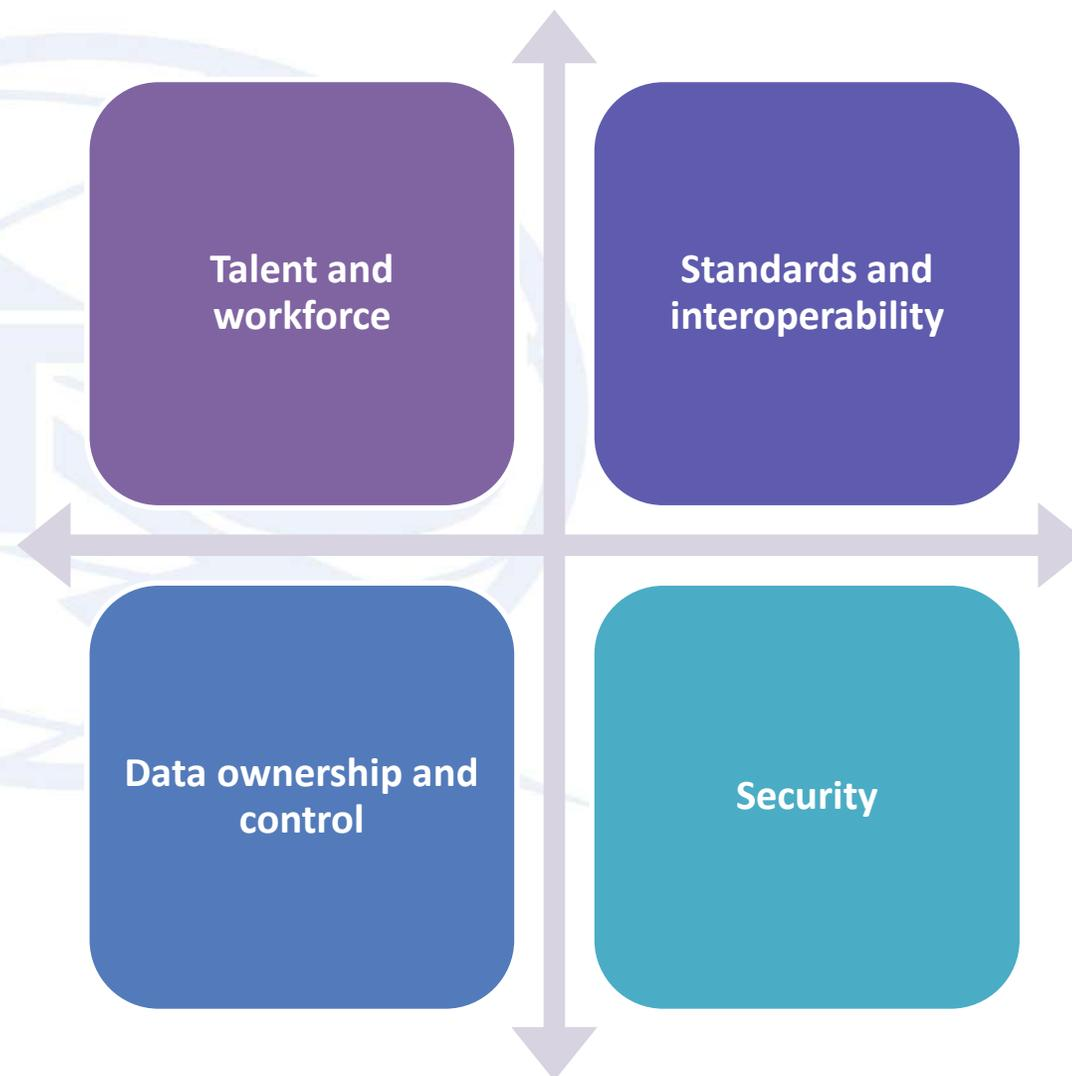 Talent and
workforce
Standards and
interoperability
Data ownership and
control
Security